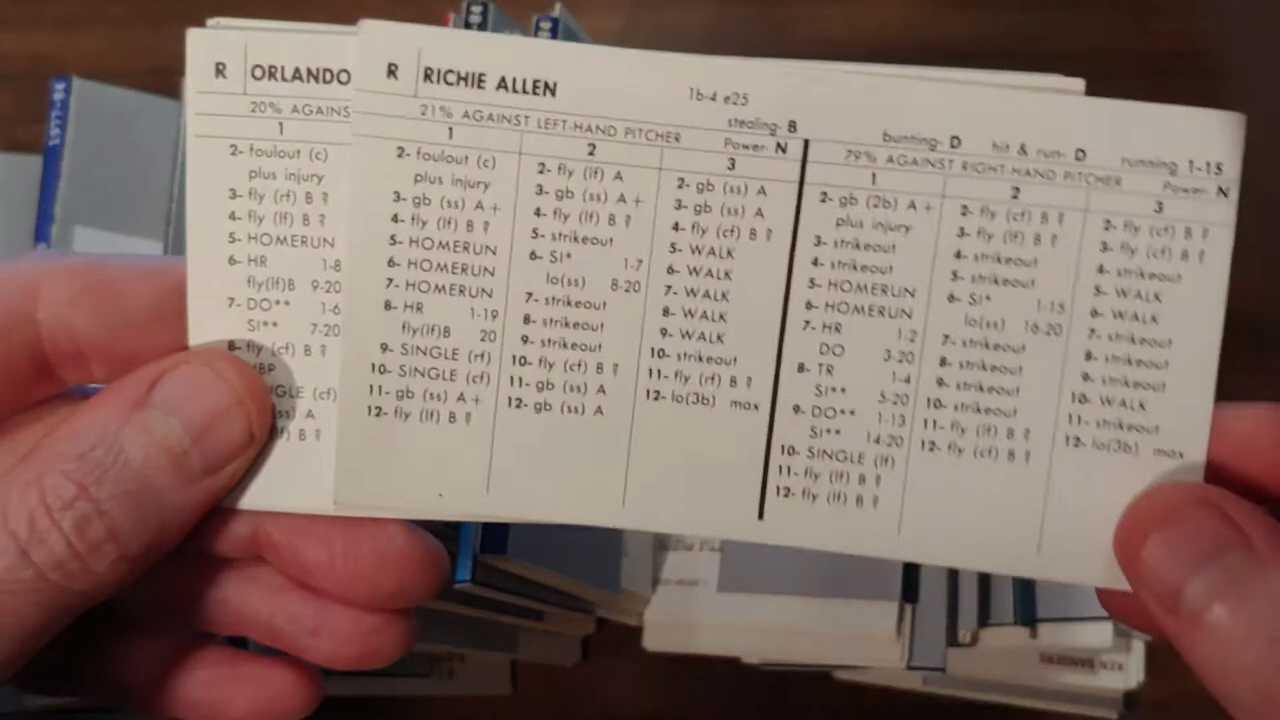 1977-84
R ORLANDO
20% AGAINS
1
2- foulout (c)
plus injury
3- fly (rf) B ?
4- fly (lf) B ?
5- HOMERUN
6- HR 1-8
fly(lf)B 9-20
7- DO** 1-6
SI** 7-20
8- fly (cf) B ?
HBP
GLE (cf)
(ss) A
B ?
R RICHIE ALLEN
1b-4 e25
stealing- B bunting- D hit & run- D running 1-15
21% AGAINST LEFT-HAND PITCHER Power- N
1
2- foulout (c)
plus injury
3- gb (ss) A+
4- fly (lf) B ?
5- HOMERUN
6- HOMERUN
7- HOMERUN
8- HR 1-19
fly(lf)B 20
9- SINGLE (rf)
10- SINGLE (cf)
11- gb (ss) A+
12- fly (lf) B ?
2
2- fly (lf) A
3- gb (ss) A+
4- fly (lf) B ?
5- strikeout
6- SI* 1-7
lo(ss) 8-20
7- strikeout
8- strikeout
9- strikeout
10- fly (cf) B ?
11- gb (ss) A
12- gb (ss) A
3
2- gb (ss) A
3- gb (ss) A
4- fly (cf) B ?
5- WALK
6- WALK
7- WALK
8- WALK
9- WALK
10- strikeout
11- fly (rf) B ?
12- lo(3b) max
79% AGAINST RIGHT-HAND PITCHER Power- N
1
2- gb (2b) A+
plus injury
3- strikeout
4- strikeout
5- HOMERUN
6- HOMERUN
7- HR 1-2
DO 3-20
8- TR 1-4
SI** 5-20
9- DO** 1-13
SI** 14-20
10- SINGLE (lf)
11- fly (lf) B ?
12- fly (lf) B ?
2
2- fly (cf) B ?
3- fly (lf) B ?
4- strikeout
5- strikeout
6- SI* 1-15
lo(ss) 16-20
7- strikeout
8- strikeout
9- strikeout
10- strikeout
11- fly (lf) B ?
12- fly (cf) B ?
3
2- fly (cf) B ?
3- fly (cf) B ?
4- strikeout
5- WALK
6- WALK
7- strikeout
8- strikeout
9- strikeout
10- WALK
11- strikeout
12- lo(3b) max
KEN SANDERS